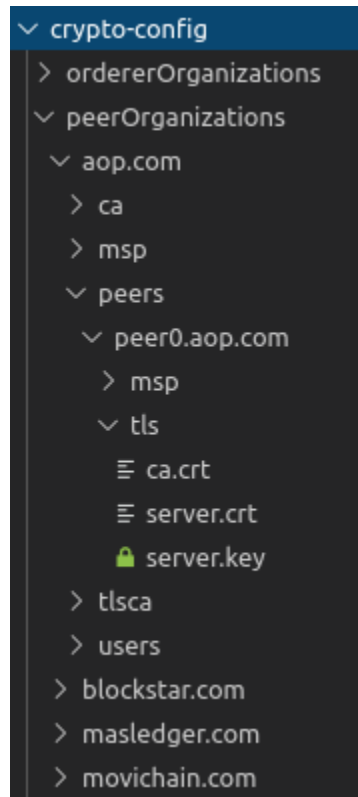 crypto-config
ordererOrganizations
peerOrganizations
aop.com
ca
msp
peers
peer0.aop.com
msp
tls
ca.crt
server.crt
server.key
tlsca
users
blockstar.com
masledger.com
movichain.com